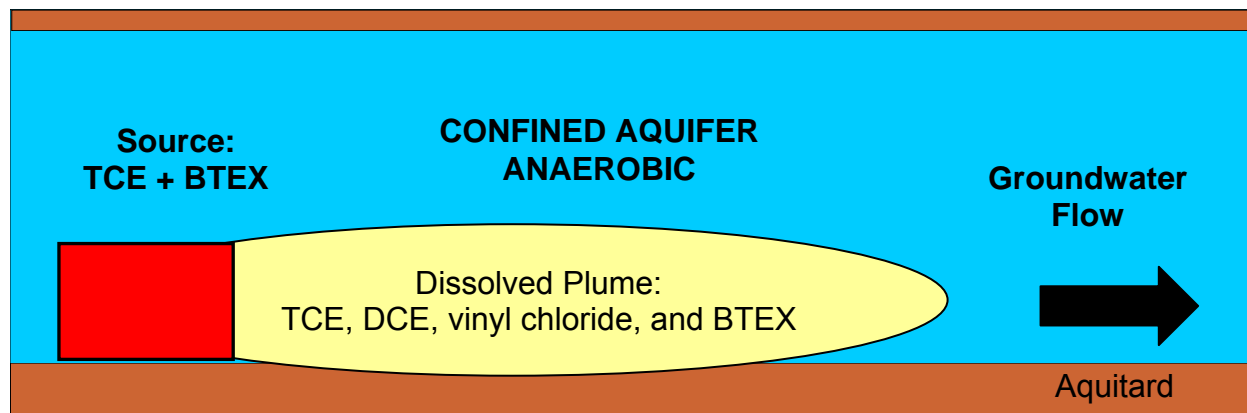 Source:
TCE + BTEX
CONFINED AQUIFER
ANAEROBIC
Groundwater
Flow
Dissolved Plume:
TCE, DCE, vinyl chloride, and BTEX
Aquitard